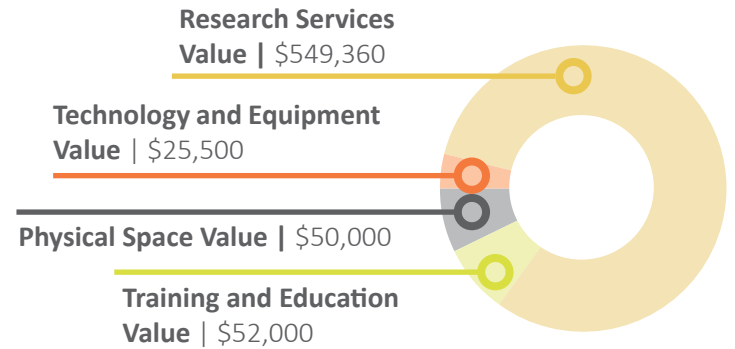 Research Services
Value | $549,360
Technology and Equipment
Value | $25,500
Physical Space Value | $50,000
Training and Education
Value | $52,000